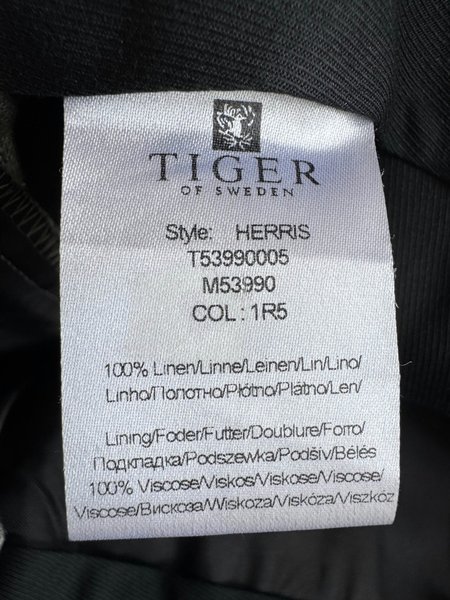 TIGER
OF SWEDEN
Style: HERRIS
T53990005
M53990
COL: 1R5
100% Linen/Linne/Leinen/Lin/Lino/
Linho/Полотно/Płótno/Plátno/Len/
Lining/Foder/Futter/Doublure/Forro/
Подкладка/Podszewka/Podšiv/Bélés
100% Viscose/Viskos/Viskose/Viscose/
Viscose/Вискоза/Wiskoza/Viskóza/Viszkóz